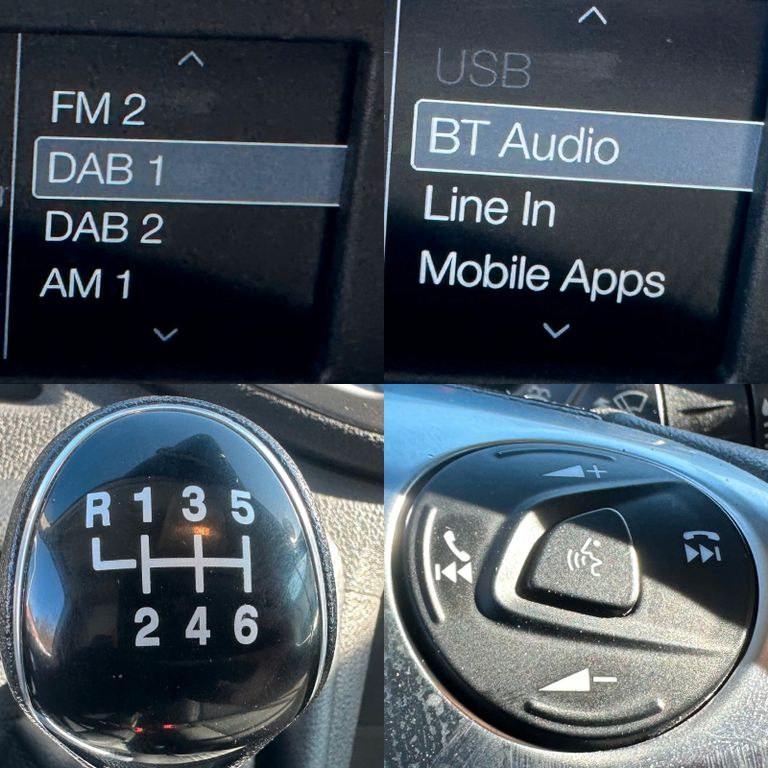 FM 2
DAB 1
DAB 2
AM 1
USB
BT Audio
Line In
Mobile Apps
R 1 3 5
2 4 6
+
-